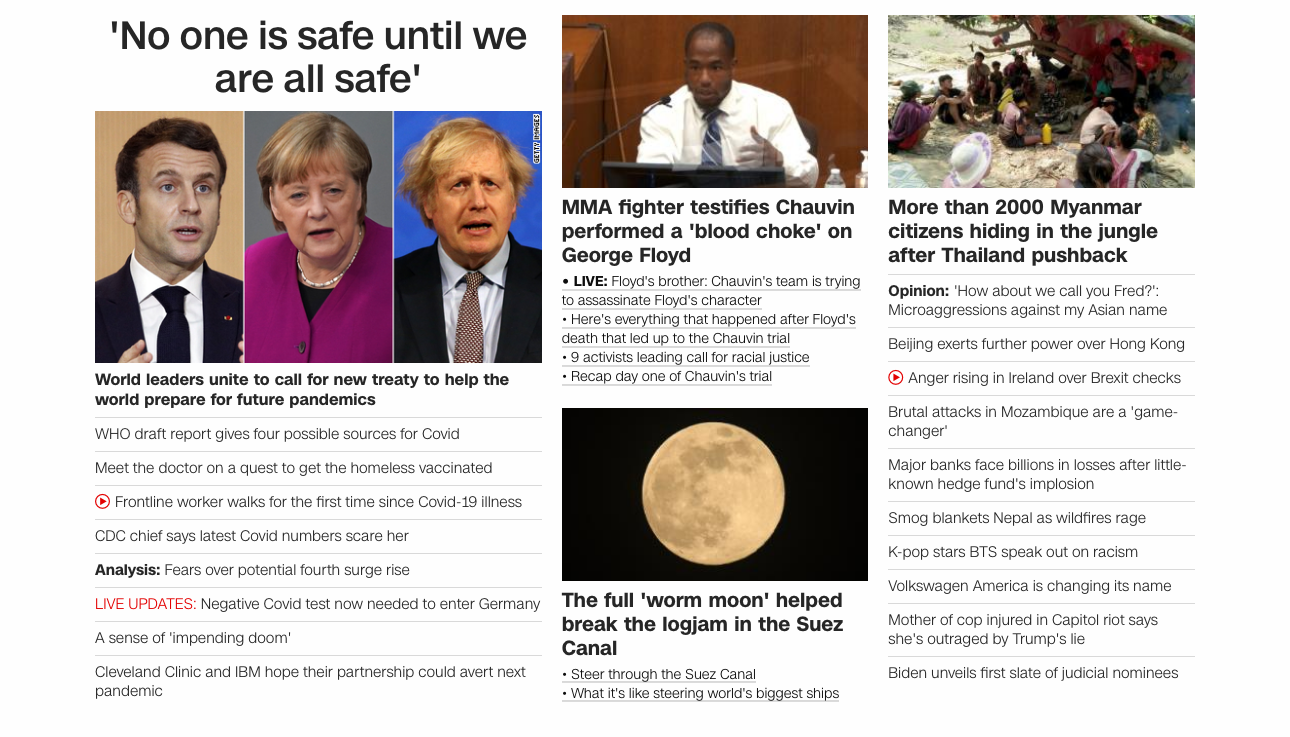 'No one is safe until we
are all safe'
GETTY IMAGES
World leaders unite to call for new treaty to help the
world prepare for future pandemics
WHO draft report gives four possible sources for Covid
Meet the doctor on a quest to get the homeless vaccinated
Frontline worker walks for the first time since Covid-19 illness
CDC chief says latest Covid numbers scare her
Analysis: Fears over potential fourth surge rise
LIVE UPDATES: Negative Covid test now needed to enter Germany
A sense of 'impending doom'
Cleveland Clinic and IBM hope their partnership could avert next
pandemic
MMA fighter testifies Chauvin
performed a 'blood choke' on
George Floyd
• LIVE: Floyd's brother: Chauvin's team is trying
to assassinate Floyd's character
• Here's everything that happened after Floyd's
death that led up to the Chauvin trial
• 9 activists leading call for racial justice
• Recap day one of Chauvin's trial
The full 'worm moon' helped
break the logjam in the Suez
Canal
• Steer through the Suez Canal
• What it's like steering world's biggest ships
More than 2000 Myanmar
citizens hiding in the jungle
after Thailand pushback
Opinion: 'How about we call you Fred?':
Microaggressions against my Asian name
Beijing exerts further power over Hong Kong
Anger rising in Ireland over Brexit checks
Brutal attacks in Mozambique are a 'game-
changer'
Major banks face billions in losses after little-
known hedge fund's implosion
Smog blankets Nepal as wildfires rage
K-pop stars BTS speak out on racism
Volkswagen America is changing its name
Mother of cop injured in Capitol riot says
she's outraged by Trump's lie
Biden unveils first slate of judicial nominees